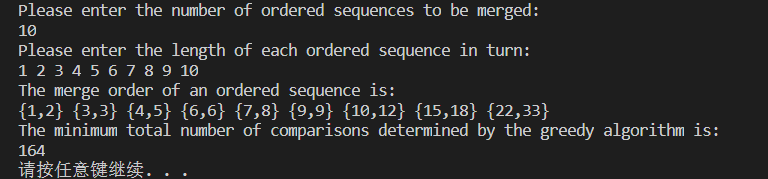 Please enter the number of ordered sequences to be merged:
10
Please enter the length of each ordered sequence in turn:
1 2 3 4 5 6 7 8 9 10
The merge order of an ordered sequence is:
{1,2} {3,3} {4,5} {6,6} {7,8} {9,9} {10,12} {15,18} {22,33}
The minimum total number of comparisons determined by the greedy algorithm is:
164
请按任意键继续. . .